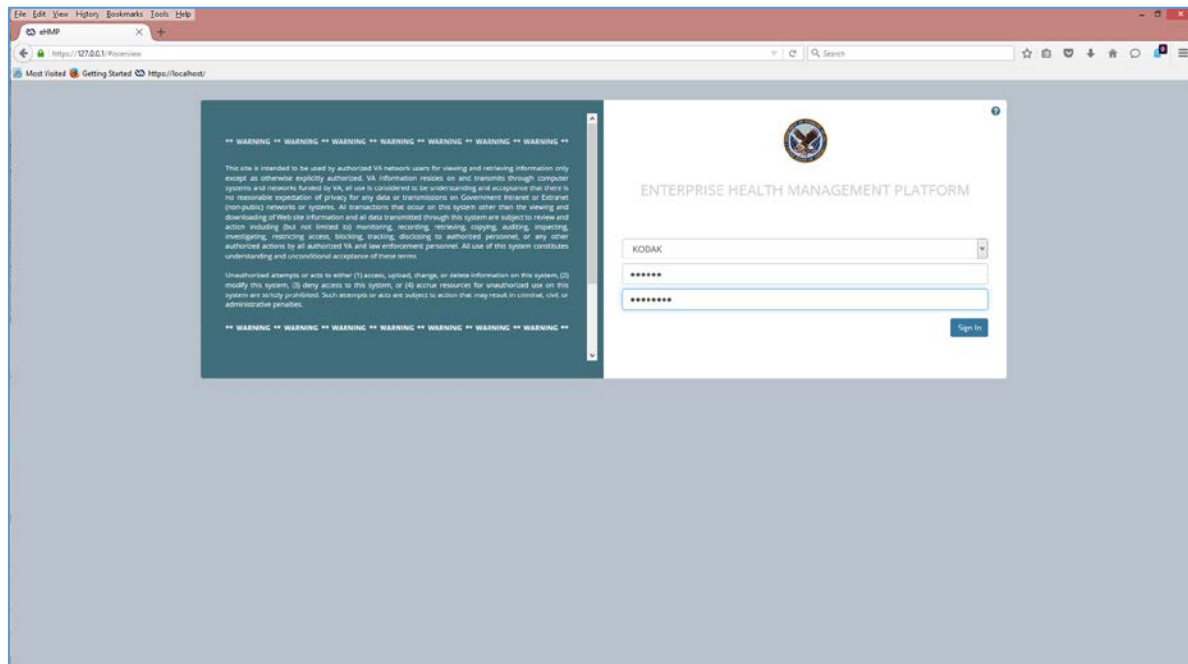 File Edit View History Bookmarks Tools Help
eHMP
https://127.0.0.1/#overview
Search
Most Visited Getting Started https://localhost/
** WARNING ** WARNING ** WARNING ** WARNING ** WARNING ** WARNING **
This site is intended to be used by authorized VA network users for viewing and retrieving information only
except as otherwise explicitly authorized. VA information resides on and transmits through computer
systems and networks funded by VA; all use is considered to be understanding and acceptance that there is
no reasonable expectation of privacy for any data or transmissions on Government Intranet or Extranet
(non-public) networks or systems. All transactions that occur on this system other than the viewing and
downloading of Web site information and all data transmitted through this system are subject to review and
action including (but not limited to) monitoring, recording, retrieving, copying, auditing, inspecting,
investigating, restricting access, blocking, tracking, disclosing to authorized personnel, or any other
authorized actions by all authorized VA and law enforcement personnel. All use of this system constitutes
understanding and unconditional acceptance of these terms
Unauthorized attempts or acts to either (1) access, upload, change, or delete information on this system, (2)
modify this system, (3) deny access to this system, or (4) accrue resources for unauthorized use on this
system are strictly prohibited. Such attempts or acts are subject to action that may result in criminal, civil, or
administrative penalties.
** WARNING ** WARNING ** WARNING ** WARNING ** WARNING ** WARNING **
ENTERPRISE HEALTH MANAGEMENT PLATFORM
KODAK
Sign In